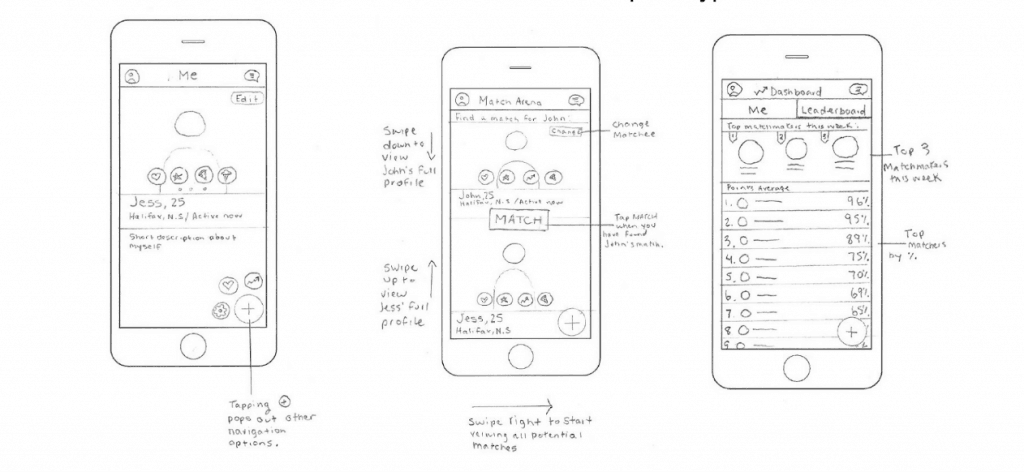 Me
Edit
Jess, 25
Halifax, N.S / Active now
Short description about
myself
+
Tapping +
pops out other
navigation
options.
Swipe
down to
view
John's full
profile
Swipe
up to
view
Jess' full
profile
Match Arena
Find a match for John:
Change
John, 25
Halifax, N.S / Active now
MATCH
Jess, 25
Halifax, N.S
+
Change
Matchee
Tap MATCH
when you
have found
John's match.
Swipe right to start
veiwing all potential
matches
Dashboard
Me
Leaderboard
Top matchmakers this week:
1 2 3
Points Average
1. 96%
2. 95%
3. 89%
4. 75%
5. 70%
6. 69%
7 65%
8
9
+
Top 3
Matchmakers
this week
Top
Matchers
by %